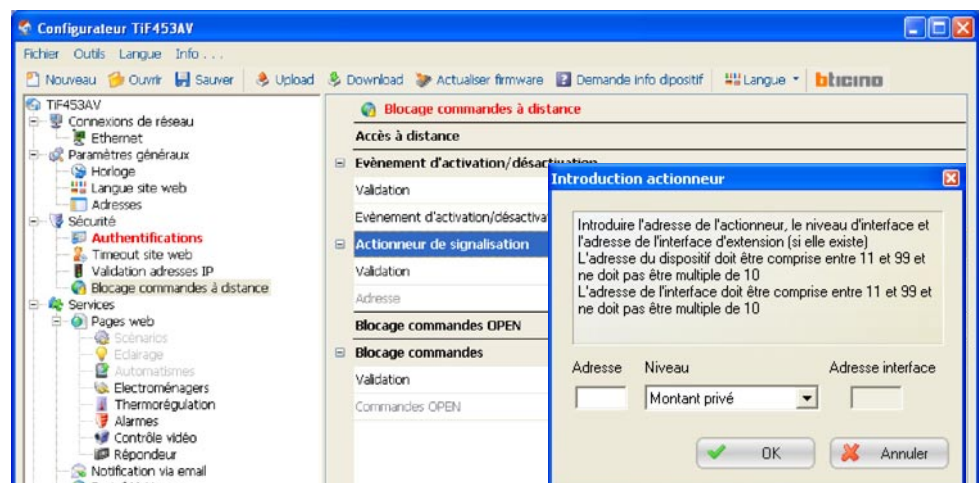 Configurateur TiF453AV
Fichier Outils Langue Info . . .
Nouveau Ouvrir Sauver Upload Download Actualiser firmware Demande info dipositif Langue bticino
TiF453AV
Connexions de réseau
Ethernet
Paramètres généraux
Horloge
Langue site web
Adresses
Sécurité
Authentifications
Timeout site web
Validation adresses IP
Blocage commandes à distance
Services
Pages web
Scénarios
Eclairage
Automatismes
Electroménagers
Thermorégulation
Alarmes
Contrôle vidéo
Répondeur
Notification via email
Blocage commandes à distance
Accès à distance
Evènement d'activation/désactivation
Validation
Evènement d'activation/désactiva
Actionneur de signalisation
Validation
Adresse
Blocage commandes OPEN
Blocage commandes
Validation
Commandes OPEN
Introduction actionneur
Introduire l'adresse de l'actionneur, le niveau d'interface et
l'adresse de l'interface d'extension (si elle existe)
L'adresse du dispositif doit être comprise entre 11 et 99 et
ne doit pas être multiple de 10
L'adresse de l'interface doit être comprise entre 11 et 99 et
ne doit pas être multiple de 10
Adresse Niveau Adresse interface
Montant privé
OK Annuler